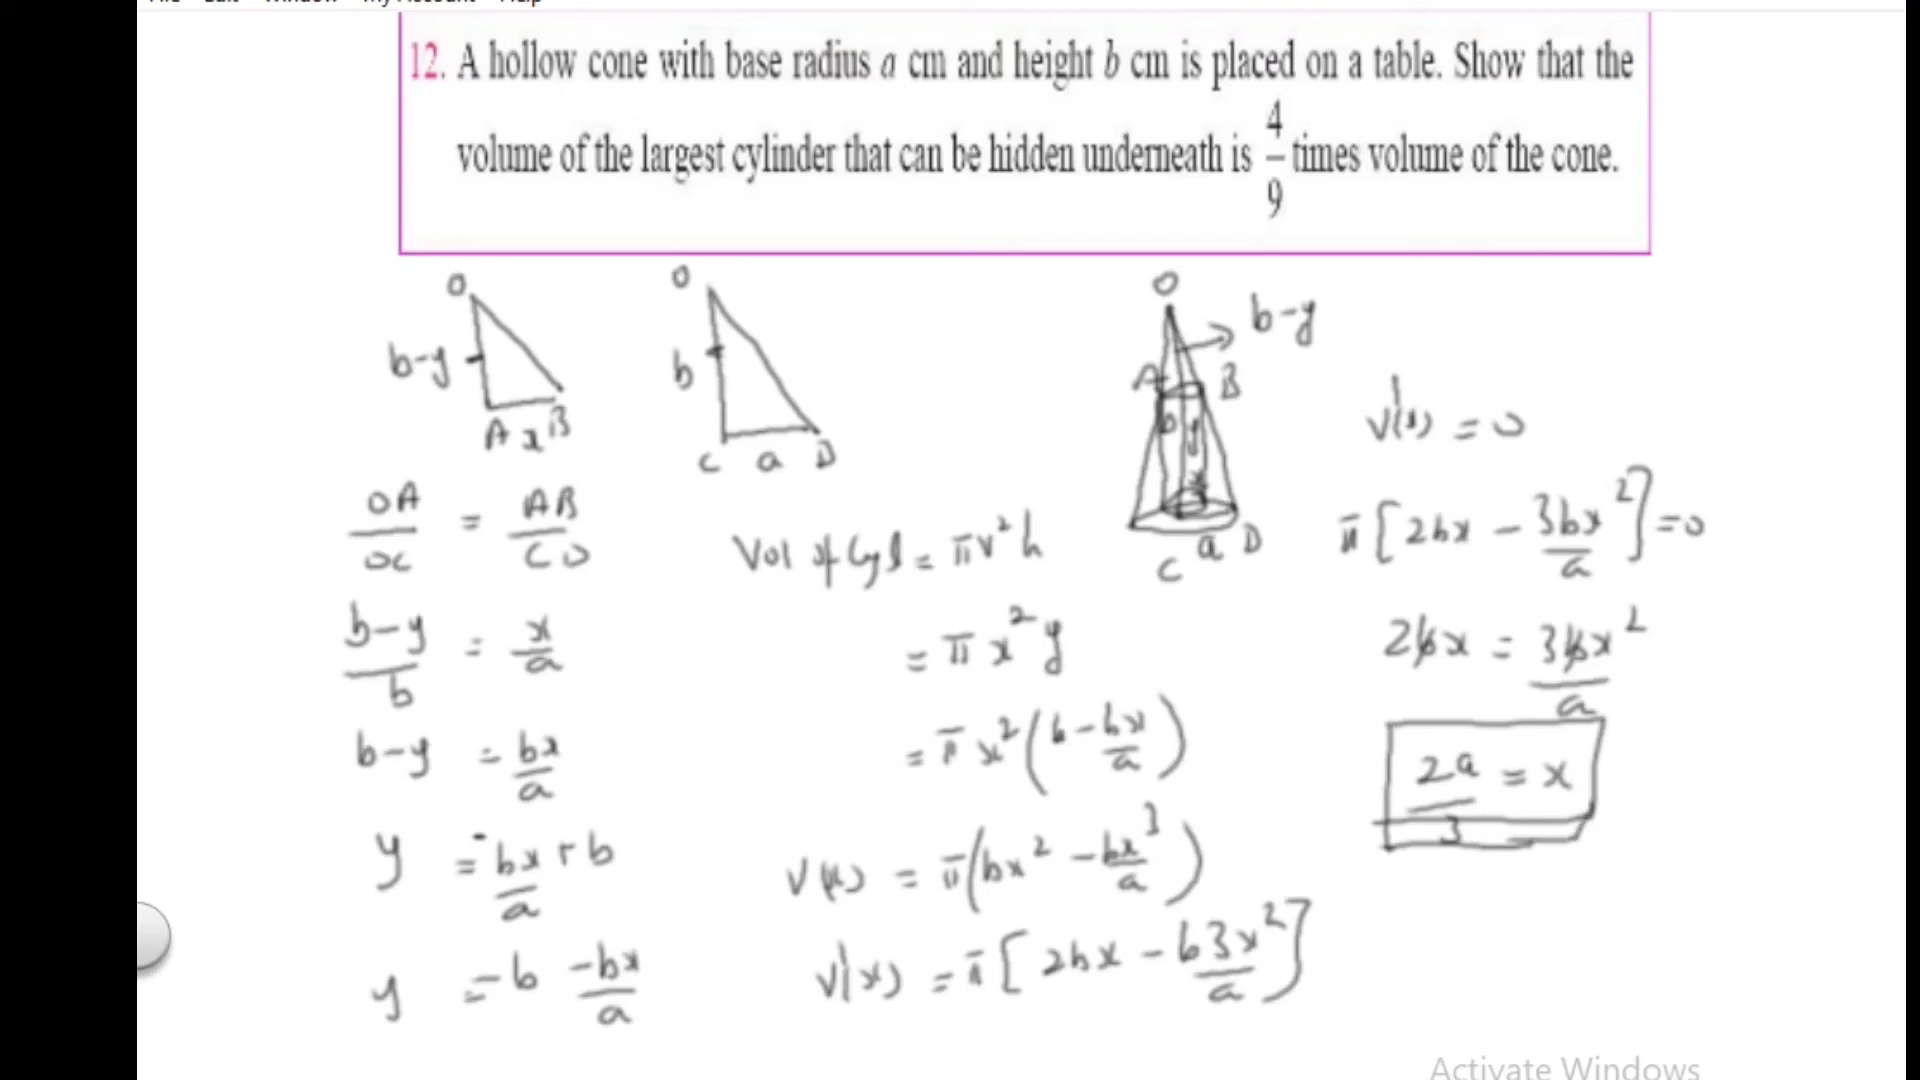 12. A hollow cone with base radius a cm and height b cm is placed on a table. Show that the
volume of the largest cylinder that can be hidden underneath is 4/9 times volume of the cone.
O
b-y
A x B
O
b
C a D
O
b-y
A B
b y
x
C a D
OA/OC = AB/CD
b-y/b = x/a
b-y = bx/a
y = -bx/a + b
y = b - bx/a
Vol of Cyl = πr²h
= πx²y
= πx²(b - bx/a)
V(x) = π(bx² - bx³/a)
V'(x) = π[2bx - b3x²/a]
V'(x) = 0
π[2bx - 3bx²/a] = 0
2bx = 3bx²/a
2a/3 = x
Activate Windows